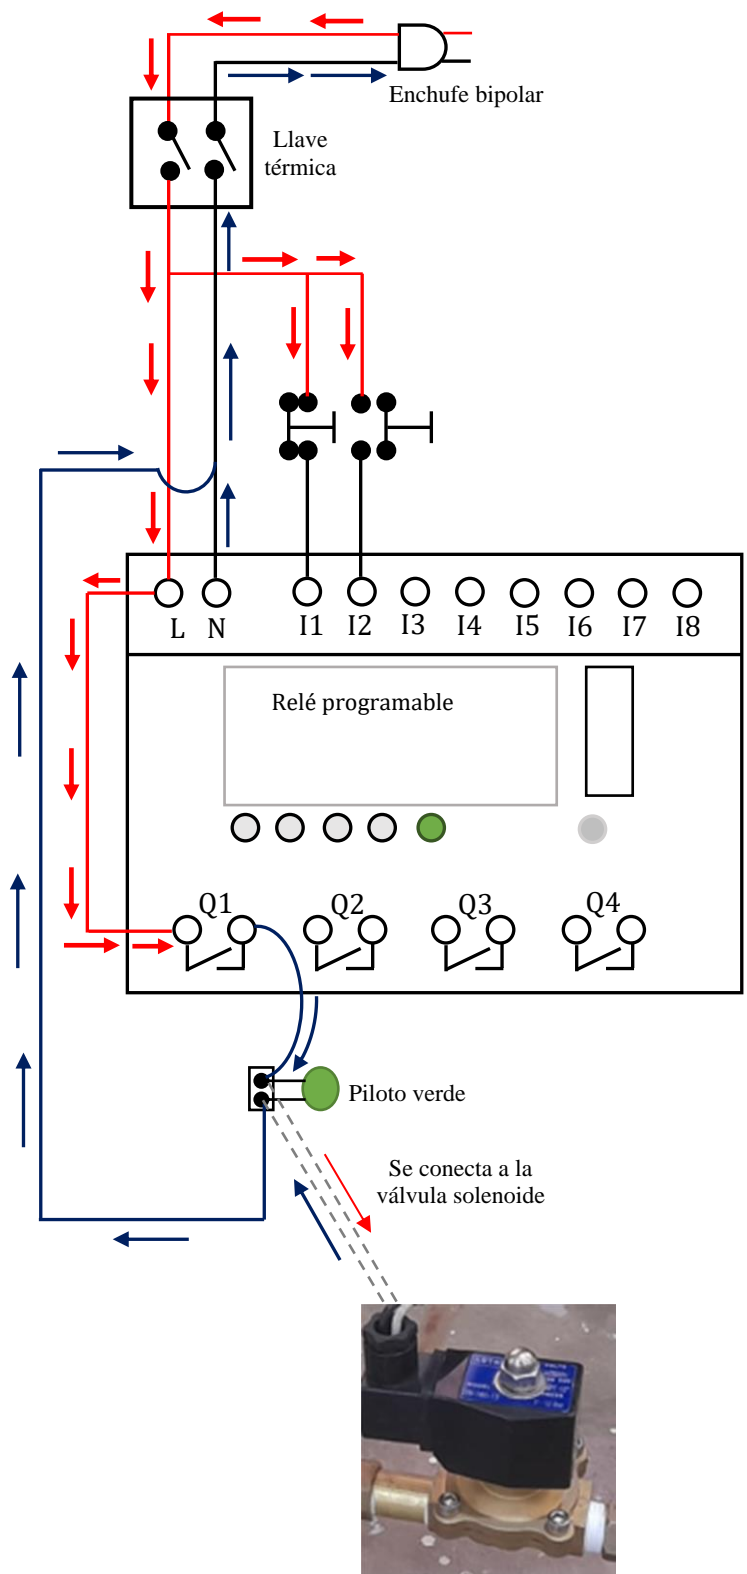 Enchufe bipolar
Llave
térmica
L N I1 I2 I3 I4 I5 I6 I7 I8
Relé programable
Q1 Q2 Q3 Q4
Piloto verde
Se conecta a la
válvula solenoide